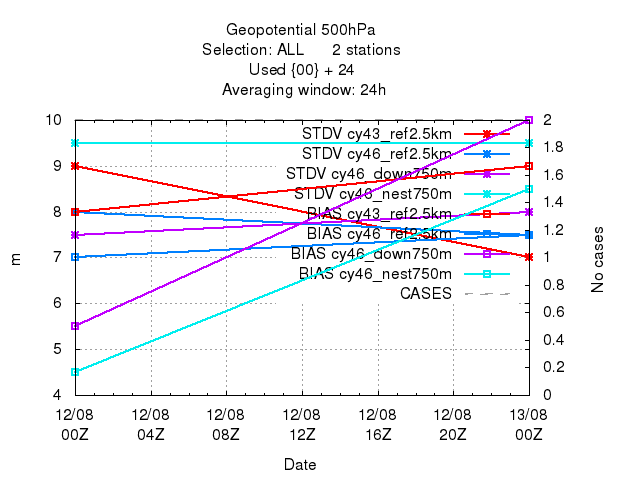 Geopotential 500hPa
Selection: ALL 2 stations
Used {00} + 24
Averaging window: 24h
10 2
STDV cy43_ref2.5km
STDV cy46_ref2.5km 1.8
9 STDV cy46_down750m 1.6
STDV cy46_nest750m 1.4
8 BIAS cy43_ref2.5km
BIAS cy46_ref2.5km 1.2
7 BIAS cy46_down750m 1
BIAS cy46_nest750m
CASES 0.8
6 0.6
5 0.4
0.2
4 0
m
No cases
12/08 12/08 12/08 12/08 12/08 12/08 13/08
00Z 04Z 08Z 12Z 16Z 20Z 00Z
Date